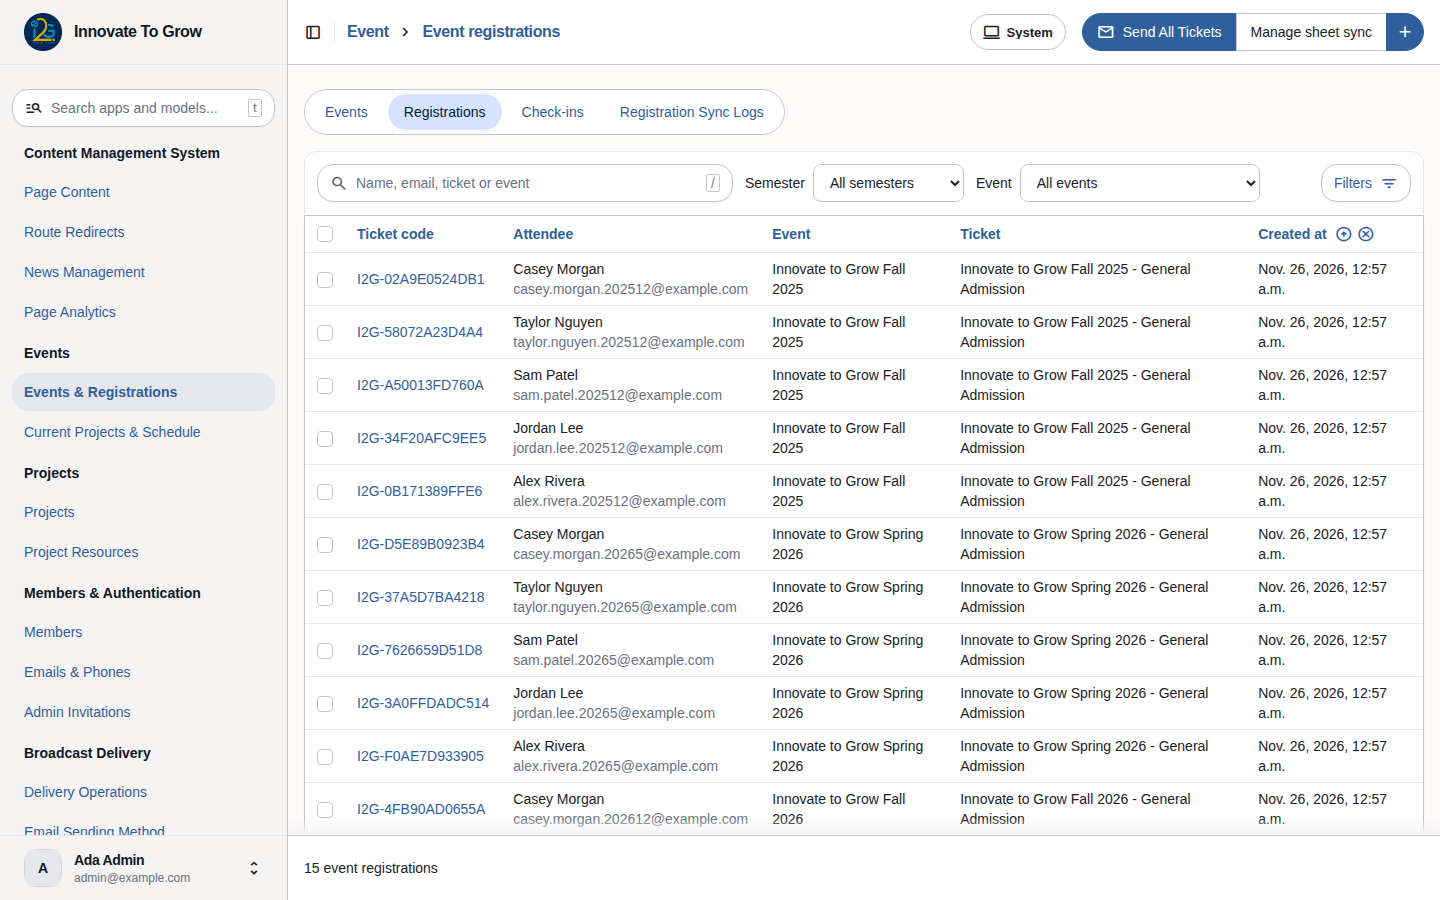 Innovate To Grow
Event
Event registrations
System
Send All Tickets
Manage sheet sync
+
Search apps and models...
t
Content Management System
Page Content
Route Redirects
News Management
Page Analytics
Events
Events & Registrations
Current Projects & Schedule
Projects
Projects
Project Resources
Members & Authentication
Members
Emails & Phones
Admin Invitations
Broadcast Delivery
Delivery Operations
Email Sending Method
A
Ada Admin
admin@example.com
Events
Registrations
Check-ins
Registration Sync Logs
Name, email, ticket or event
/
Semester
All semesters
Event
All events
Filters
Ticket code
Attendee
Event
Ticket
Created at
I2G-02A9E0524DB1
Casey Morgan
casey.morgan.202512@example.com
Innovate to Grow Fall
2025
Innovate to Grow Fall 2025 - General
Admission
Nov. 26, 2026, 12:57
a.m.
I2G-58072A23D4A4
Taylor Nguyen
taylor.nguyen.202512@example.com
Innovate to Grow Fall
2025
Innovate to Grow Fall 2025 - General
Admission
Nov. 26, 2026, 12:57
a.m.
I2G-A50013FD760A
Sam Patel
sam.patel.202512@example.com
Innovate to Grow Fall
2025
Innovate to Grow Fall 2025 - General
Admission
Nov. 26, 2026, 12:57
a.m.
I2G-34F20AFC9EE5
Jordan Lee
jordan.lee.202512@example.com
Innovate to Grow Fall
2025
Innovate to Grow Fall 2025 - General
Admission
Nov. 26, 2026, 12:57
a.m.
I2G-0B171389FFE6
Alex Rivera
alex.rivera.202512@example.com
Innovate to Grow Fall
2025
Innovate to Grow Fall 2025 - General
Admission
Nov. 26, 2026, 12:57
a.m.
I2G-D5E89B0923B4
Casey Morgan
casey.morgan.20265@example.com
Innovate to Grow Spring
2026
Innovate to Grow Spring 2026 - General
Admission
Nov. 26, 2026, 12:57
a.m.
I2G-37A5D7BA4218
Taylor Nguyen
taylor.nguyen.20265@example.com
Innovate to Grow Spring
2026
Innovate to Grow Spring 2026 - General
Admission
Nov. 26, 2026, 12:57
a.m.
I2G-7626659D51D8
Sam Patel
sam.patel.20265@example.com
Innovate to Grow Spring
2026
Innovate to Grow Spring 2026 - General
Admission
Nov. 26, 2026, 12:57
a.m.
I2G-3A0FFDADC514
Jordan Lee
jordan.lee.20265@example.com
Innovate to Grow Spring
2026
Innovate to Grow Spring 2026 - General
Admission
Nov. 26, 2026, 12:57
a.m.
I2G-F0AE7D933905
Alex Rivera
alex.rivera.20265@example.com
Innovate to Grow Spring
2026
Innovate to Grow Spring 2026 - General
Admission
Nov. 26, 2026, 12:57
a.m.
I2G-4FB90AD0655A
Casey Morgan
casey.morgan.202612@example.com
Innovate to Grow Fall
2026
Innovate to Grow Fall 2026 - General
Admission
Nov. 26, 2026, 12:57
a.m.
15 event registrations